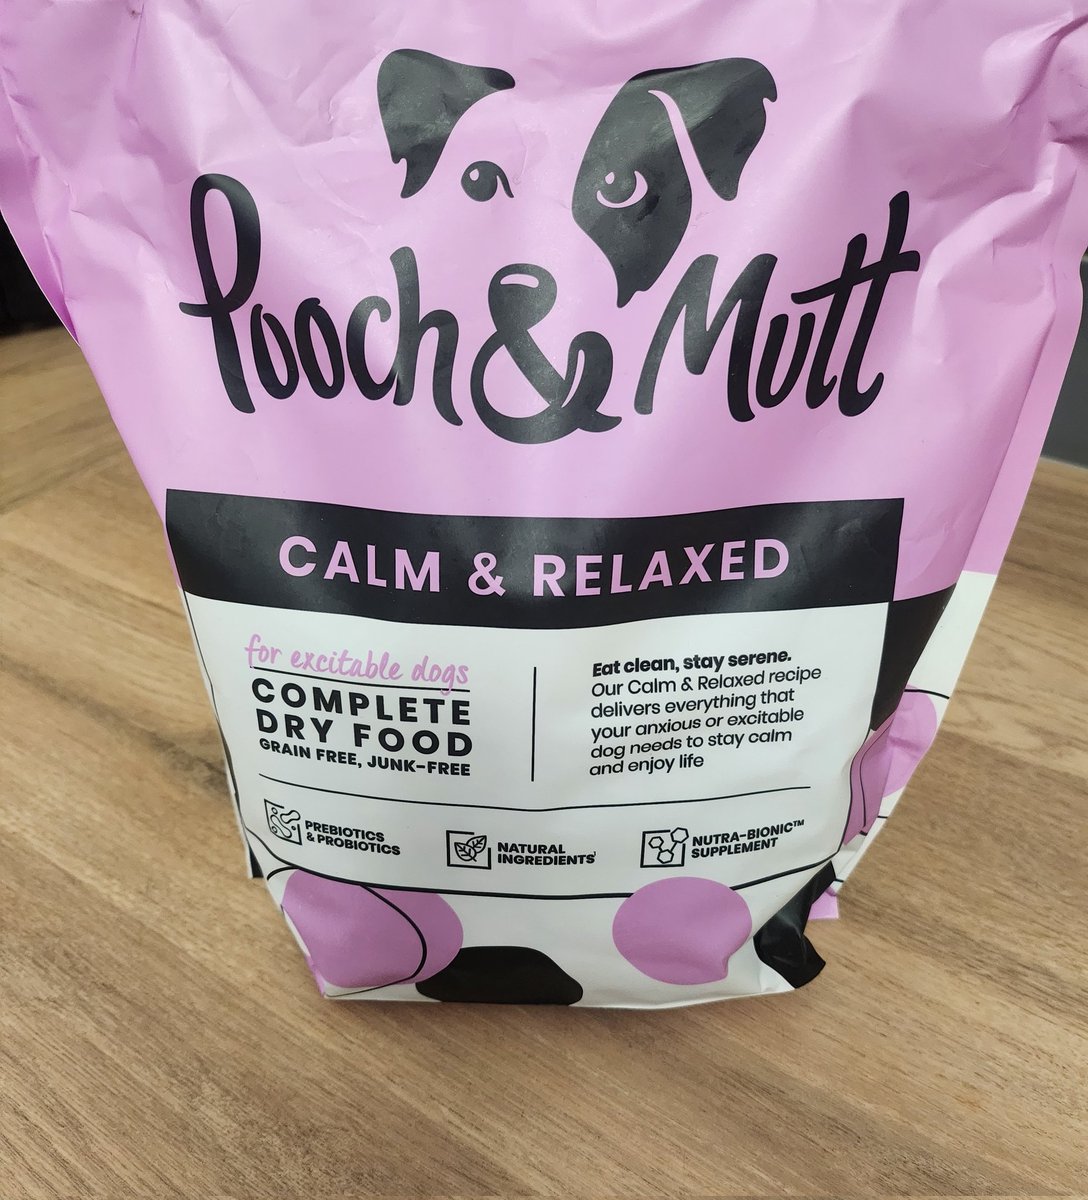 Pooch & Mutt
CALM & RELAXED
for excitable dogs
COMPLETE
DRY FOOD
GRAIN FREE, JUNK-FREE
Eat clean, stay serene.
Our Calm & Relaxed recipe
delivers everything that
your anxious or excitable
dog needs to stay calm
and enjoy life
PREBIOTICS
& PROBIOTICS
NATURAL
INGREDIENTS¹
NUTRA-BIONIC™
SUPPLEMENT